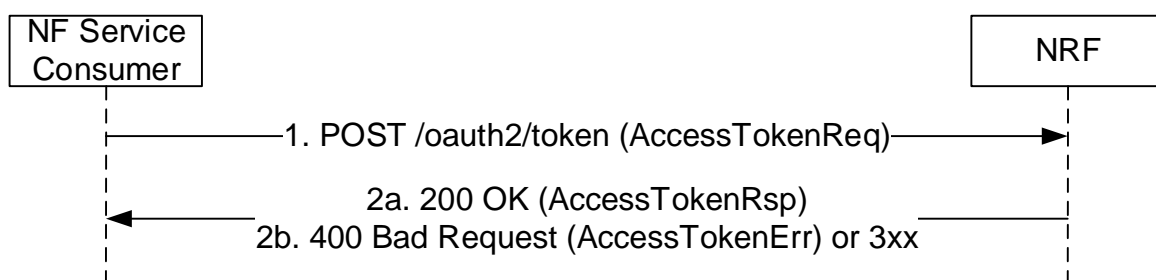 NF Service
Consumer
NRF
1. POST /oauth2/token (AccessTokenReq)
2a. 200 OK (AccessTokenRsp)
2b. 400 Bad Request (AccessTokenErr) or 3xx